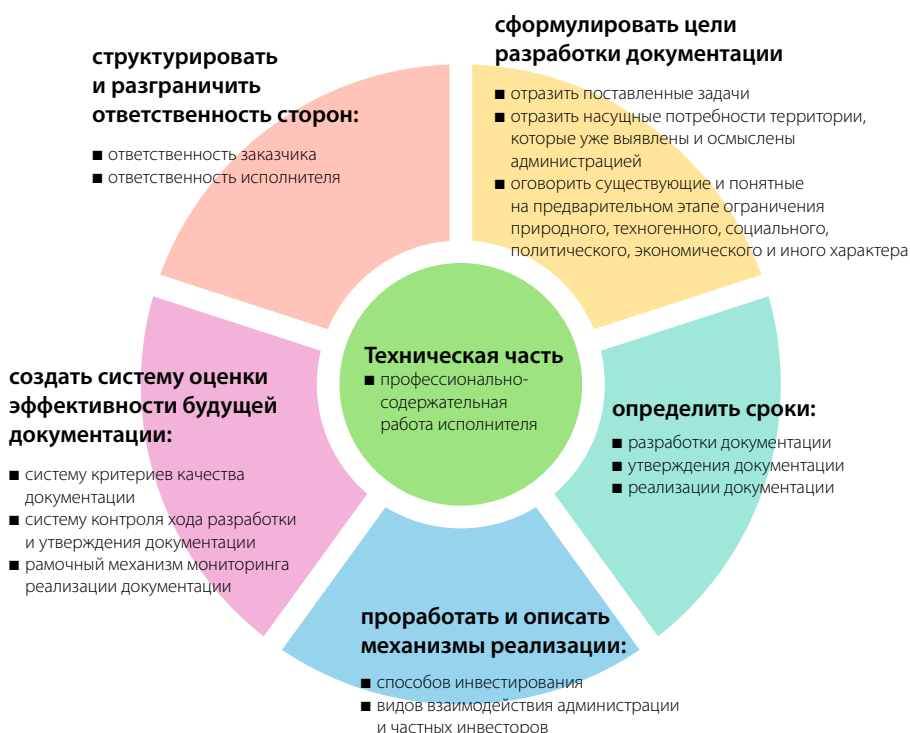 структурировать
и разграничить
ответственность сторон:
■ ответственность заказчика
■ ответственность исполнителя
сформулировать цели
разработки документации
■ отразить поставленные задачи
■ отразить насущные потребности территории,
которые уже выявлены и осмыслены
администрацией
■ оговорить существующие и понятные
на предварительном этапе ограничения
природного, техногенного, социального,
политического, экономического и иного характера
Техническая часть
■ профессионально-
содержательная
работа исполнителя
создать систему оценки
эффективности будущей
документации:
■ систему критериев качества
документации
■ систему контроля хода разработки
и утверждения документации
■ рамочный механизм мониторинга
реализации документации
определить сроки:
■ разработки документации
■ утверждения документации
■ реализации документации
проработать и описать
механизмы реализации:
■ способов инвестирования
■ видов взаимодействия администрации
и частных инвесторов